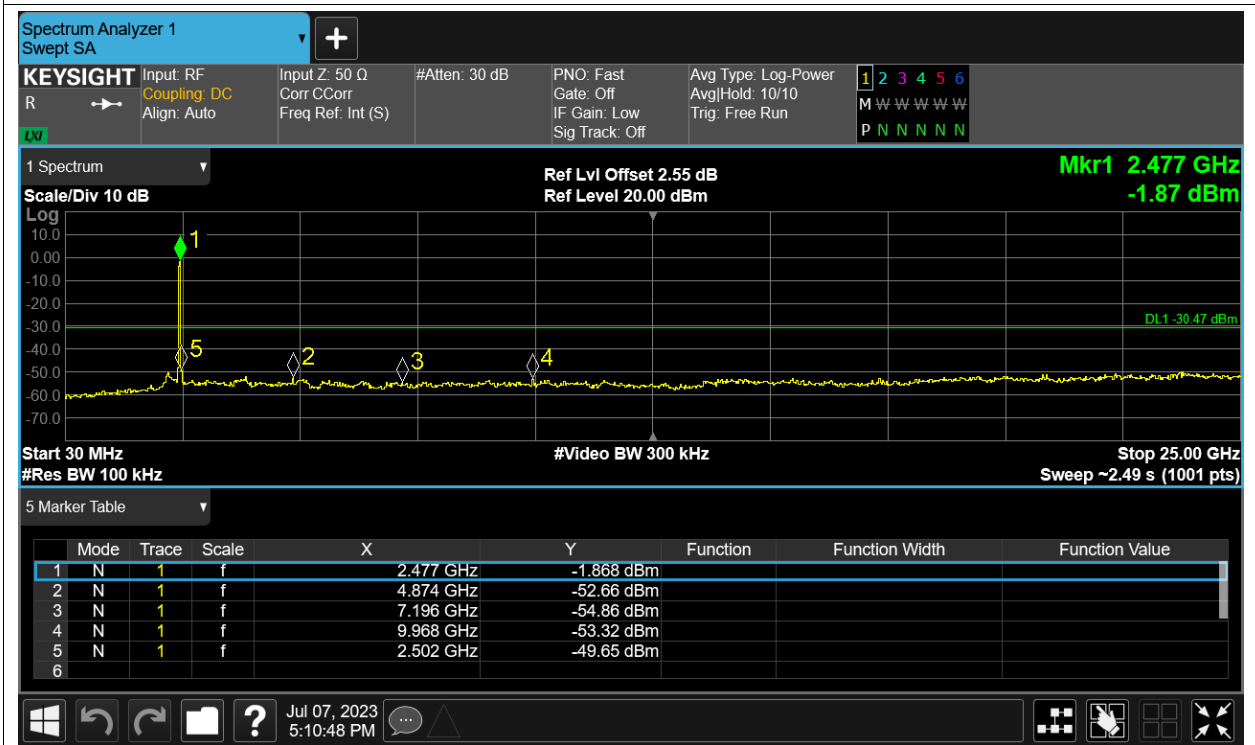 Spectrum Analyzer 1
Swept SA
KEYSIGHT Input: RF Input Z: 50 Ω #Atten: 30 dB PNO: Fast Avg Type: Log-Power 1 2 3 4 5 6
R Coupling: DC Corr CCorr Gate: Off Avg|Hold: 10/10 M W W W W W
Align: Auto Freq Ref: Int (S) IF Gain: Low Trig: Free Run
LXI Sig Track: Off P N N N N N
1 Spectrum Ref Lvl Offset 2.55 dB Mkr1 2.477 GHz
Scale/Div 10 dB Ref Level 20.00 dBm -1.87 dBm
Log
10.0 1
0.00
-10.0
-20.0
-30.0 DL1 -30.47 dBm
-40.0 5 2 3 4
-50.0
-60.0
-70.0
Start 30 MHz #Video BW 300 kHz Stop 25.00 GHz
#Res BW 100 kHz Sweep ~2.49 s (1001 pts)
5 Marker Table
Mode Trace Scale X Y Function Function Width Function Value
1 N 1 f 2.477 GHz -1.868 dBm
2 N 1 f 4.874 GHz -52.66 dBm
3 N 1 f 7.196 GHz -54.86 dBm
4 N 1 f 9.968 GHz -53.32 dBm
5 N 1 f 2.502 GHz -49.65 dBm
6
? Jul 07, 2023
5:10:48 PM